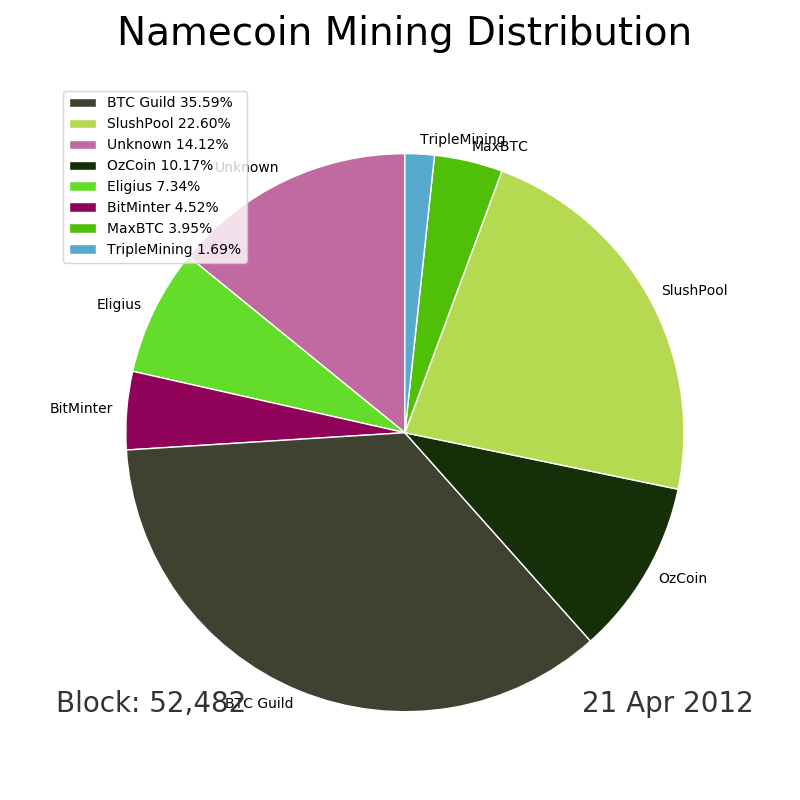 Namecoin Mining Distribution
BTC Guild 35.59%
SlushPool 22.60%
Unknown 14.12%
OzCoin 10.17%
Eligius 7.34%
BitMinter 4.52%
MaxBTC 3.95%
TripleMining 1.69%
TripleMining
MaxBTC
Unknown
SlushPool
Eligius
BitMinter
OzCoin
BTC Guild
Block: 52,482
21 Apr 2012